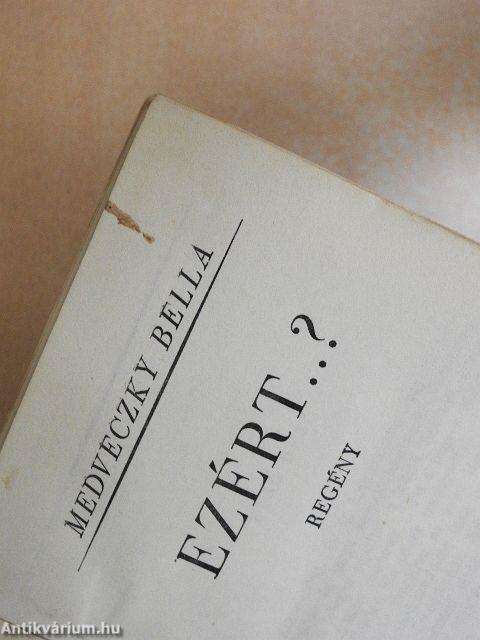 MEDVECZKY BELLA
EZÉRT...?
REGÉNY
Antikvárium.hu